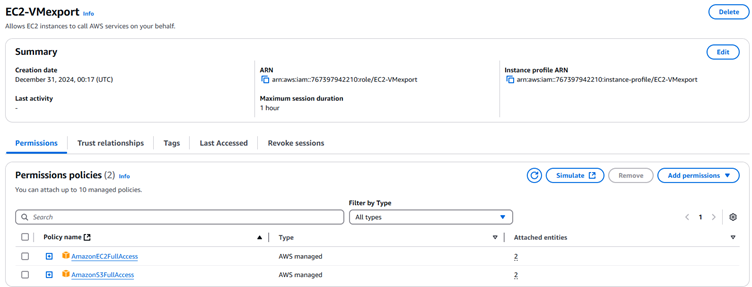 EC2-VMexport Info
Delete
Allows EC2 instances to call AWS services on your behalf.
Summary
Edit
Creation date
December 31, 2024, 00:17 (UTC)
ARN
arn:aws:iam::767397942210:role/EC2-VMexport
Instance profile ARN
arn:aws:iam::767397942210:instance-profile/EC2-VMexport
Last activity
-
Maximum session duration
1 hour
Permissions Trust relationships Tags Last Accessed Revoke sessions
Permissions policies (2) Info
Simulate Remove Add permissions
You can attach up to 10 managed policies.
Filter by Type
Search
All types
1
Policy name Type Attached entities
AmazonEC2FullAccess AWS managed 2
AmazonS3FullAccess AWS managed 2